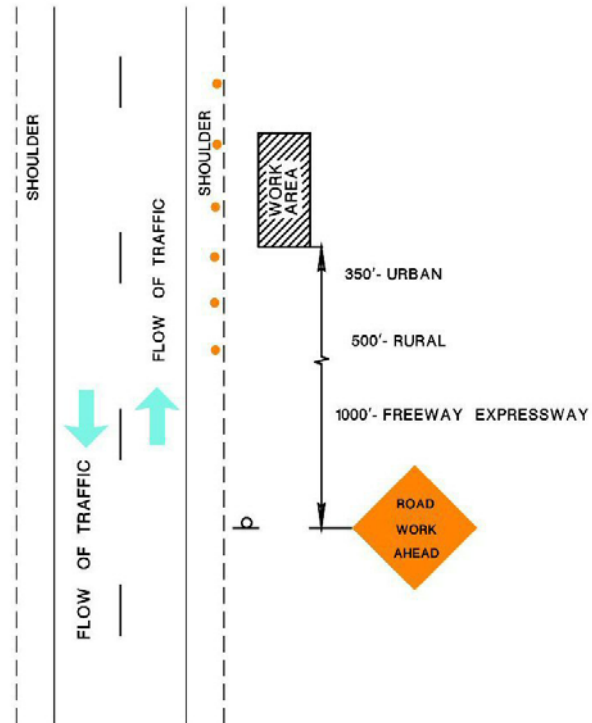 SHOULDER
SHOULDER
WORK
AREA
FLOW OF TRAFFIC
350'- URBAN
500'- RURAL
1000'- FREEWAY EXPRESSWAY
FLOW OF TRAFFIC
ROAD
WORK
AHEAD